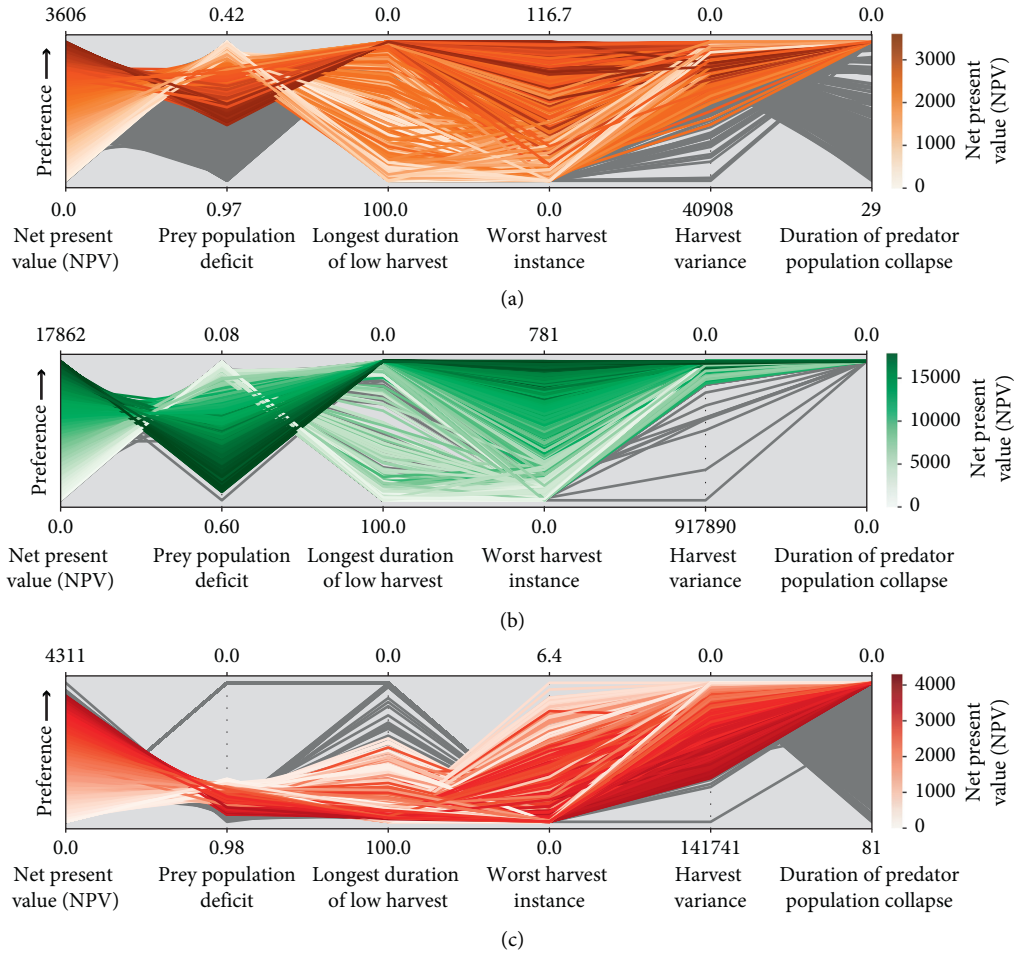 3606 0.42 0.0 116.7 0.0 0.0
Preference
3000
2000
1000
0
Net present
value (NPV)
0.0 0.97 100.0 0.0 40908 29
Net present Prey population Longest duration Worst harvest Harvest Duration of predator
value (NPV) deficit of low harvest instance variance population collapse
(a)
17862 0.08 0.0 781 0.0 0.0
Preference
15000
10000
5000
0
Net present
value (NPV)
0.0 0.60 100.0 0.0 917890 0.0
Net present Prey population Longest duration Worst harvest Harvest Duration of predator
value (NPV) deficit of low harvest instance variance population collapse
(b)
4311 0.0 0.0 6.4 0.0 0.0
Preference
4000
3000
2000
1000
0
Net present
value (NPV)
0.0 0.98 100.0 0.0 141741 81
Net present Prey population Longest duration Worst harvest Harvest Duration of predator
value (NPV) deficit of low harvest instance variance population collapse
(c)